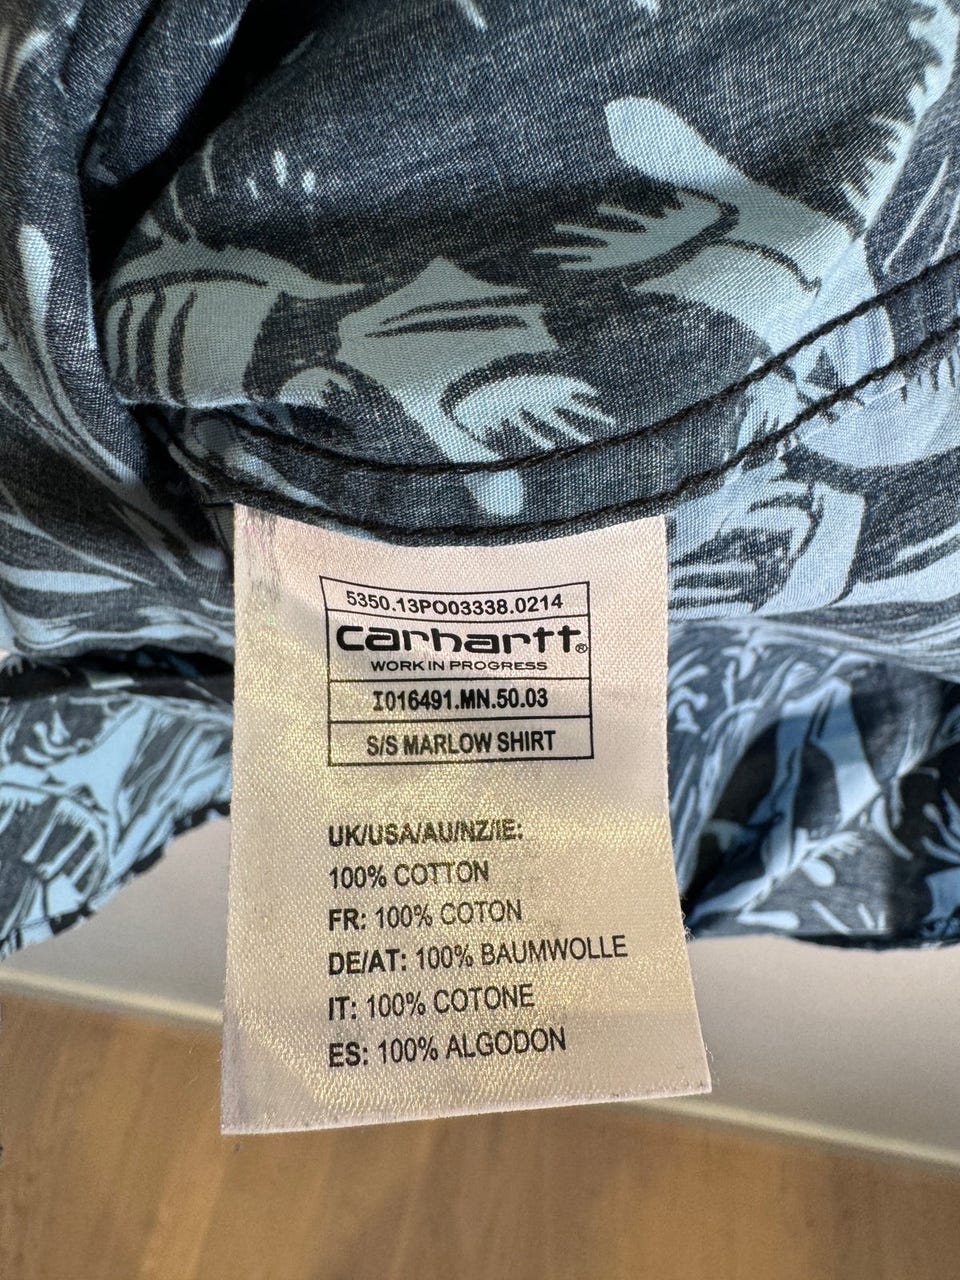 5350.13PO03338.0214
carhartt®
WORK IN PROGRESS
I016491.MN.50.03
S/S MARLOW SHIRT
UK/USA/AU/NZ/IE:
100% COTTON
FR: 100% COTON
DE/AT: 100% BAUMWOLLE
IT: 100% COTONE
ES: 100% ALGODON